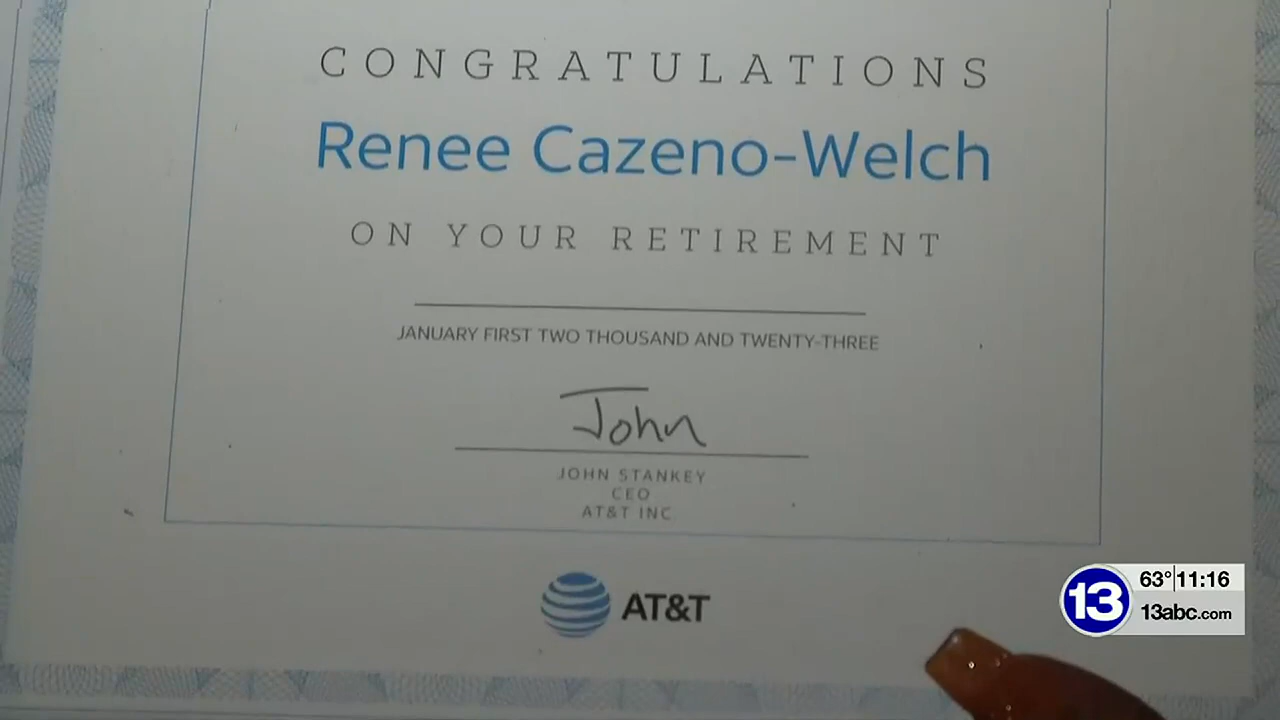 CONGRATULATIONS
Renee Cazeno-Welch
ON YOUR RETIREMENT
JANUARY FIRST TWO THOUSAND AND TWENTY-THREE
John
JOHN STANKEY
CEO
AT&T INC
AT&T
13 63° 11:16
13abc.com